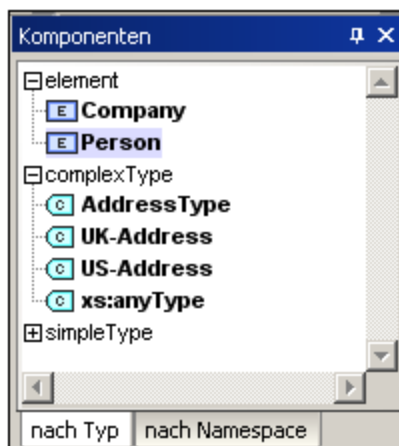 Komponenten
element
E Company
E Person
complexType
C AddressType
C UK-Address
C US-Address
C xs:anyType
simpleType
nach Typ nach Namespace